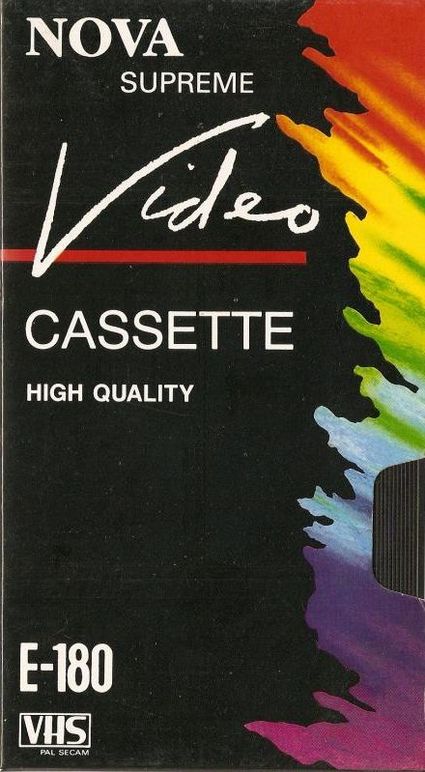 NOVA
SUPREME
Video
CASSETTE
HIGH QUALITY
E-180
VHS
PAL SECAM